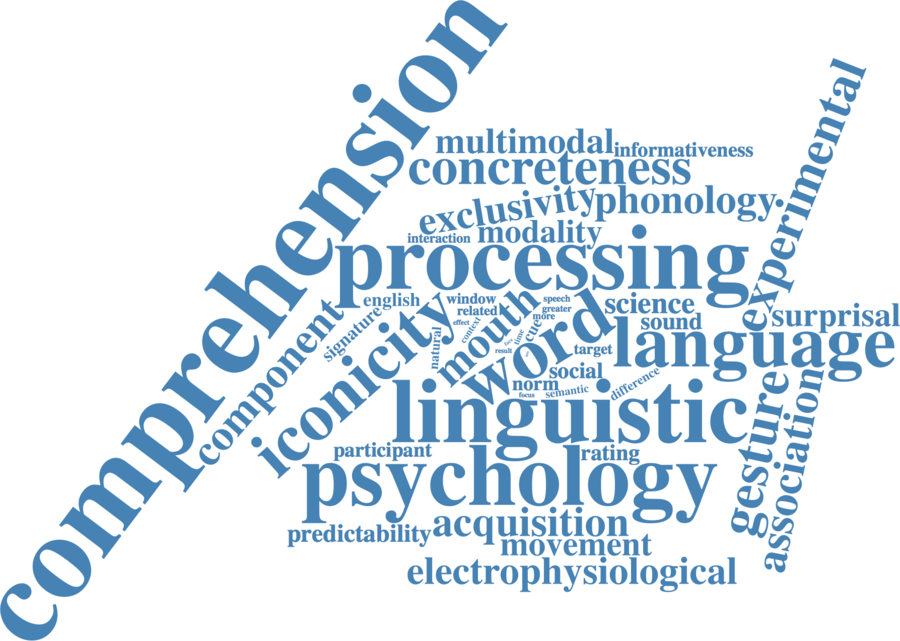 comprehension
multimodal
informativeness
concreteness
exclusivity
phonology
experimental
interaction
modality
processing
english
window
speech
science
related
greater
signature
component
iconicity
effect
context
mouth
cue
more
word
sound
surprisal
natural
time
language
result
target
social
norm
difference
focus
semantic
linguistic
gesture
association
participant
rating
psychology
predictability
acquisition
movement
electrophysiological